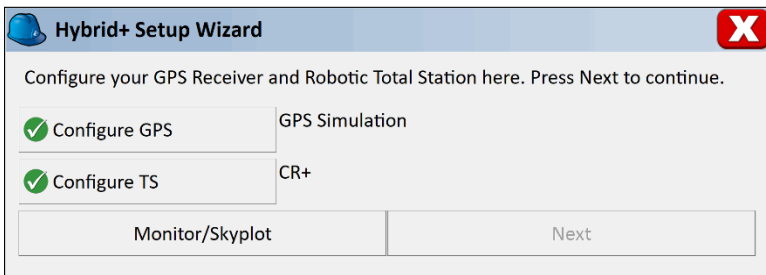 Hybrid+ Setup Wizard
Configure your GPS Receiver and Robotic Total Station here. Press Next to continue.
Configure GPS
GPS Simulation
Configure TS
CR+
Monitor/Skyplot
Next